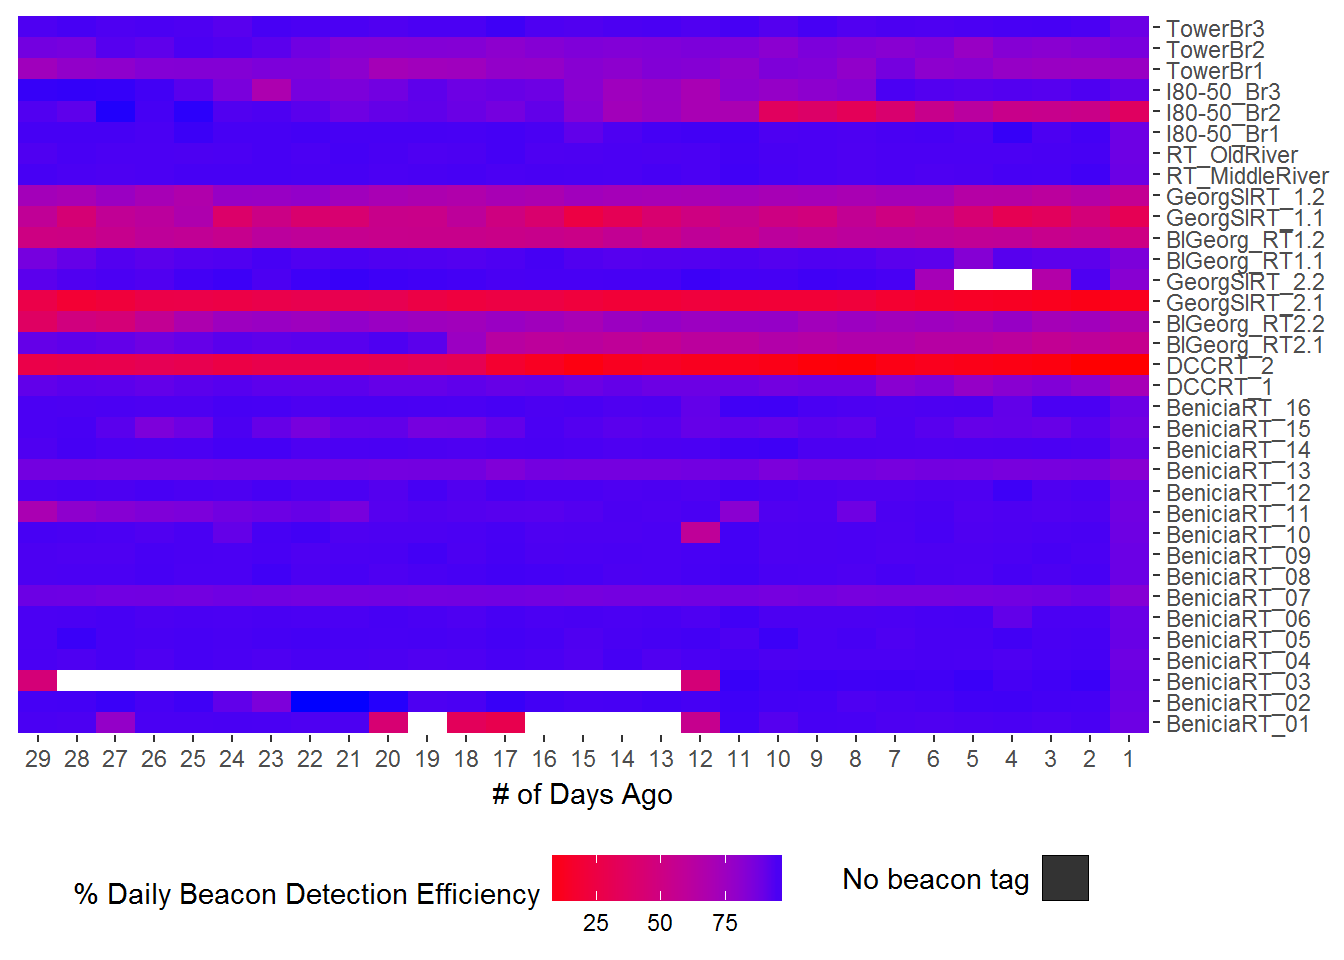 TowerBr3
TowerBr2
TowerBr1
I80-50_Br3
I80-50_Br2
I80-50_Br1
RT_OldRiver
RT_MiddleRiver
GeorgSlRT_1.2
GeorgSlRT_1.1
BlGeorg_RT1.2
BlGeorg_RT1.1
GeorgSlRT_2.2
GeorgSlRT_2.1
BlGeorg_RT2.2
BlGeorg_RT2.1
DCCRT_2
DCCRT_1
BeniciaRT_16
BeniciaRT_15
BeniciaRT_14
BeniciaRT_13
BeniciaRT_12
BeniciaRT_11
BeniciaRT_10
BeniciaRT_09
BeniciaRT_08
BeniciaRT_07
BeniciaRT_06
BeniciaRT_05
BeniciaRT_04
BeniciaRT_03
BeniciaRT_02
BeniciaRT_01
29 28 27 26 25 24 23 22 21 20 19 18 17 16 15 14 13 12 11 10 9 8 7 6 5 4 3 2 1
# of Days Ago
% Daily Beacon Detection Efficiency
25 50 75
No beacon tag